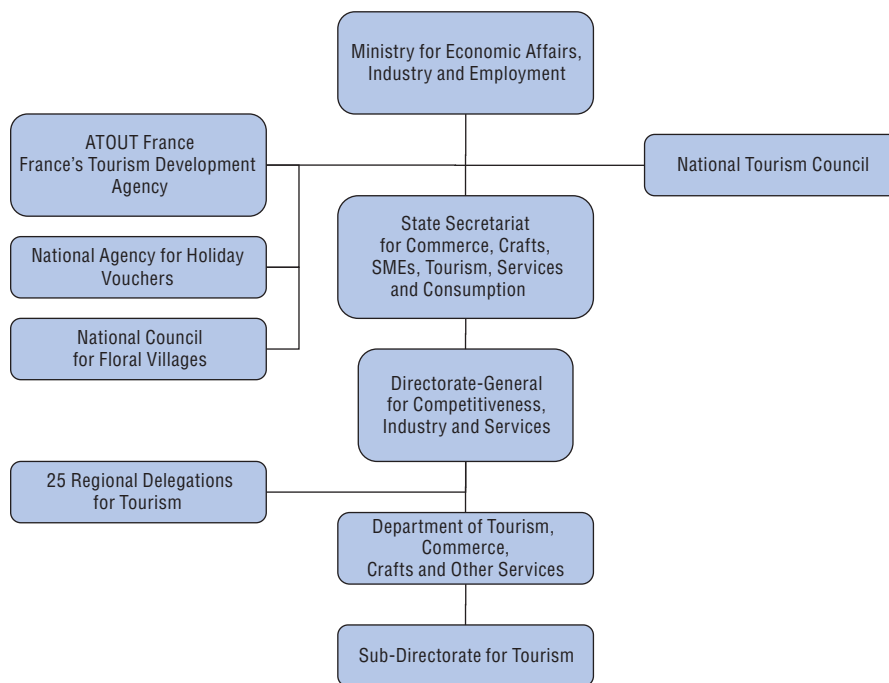 Ministry for Economic Affairs,
Industry and Employment
ATOUT France
France's Tourism Development
Agency
National Tourism Council
State Secretariat
for Commerce, Crafts,
SMEs, Tourism, Services
and Consumption
National Agency for Holiday
Vouchers
National Council
for Floral Villages
Directorate-General
for Competitiveness,
Industry and Services
25 Regional Delegations
for Tourism
Department of Tourism,
Commerce,
Crafts and Other Services
Sub-Directorate for Tourism